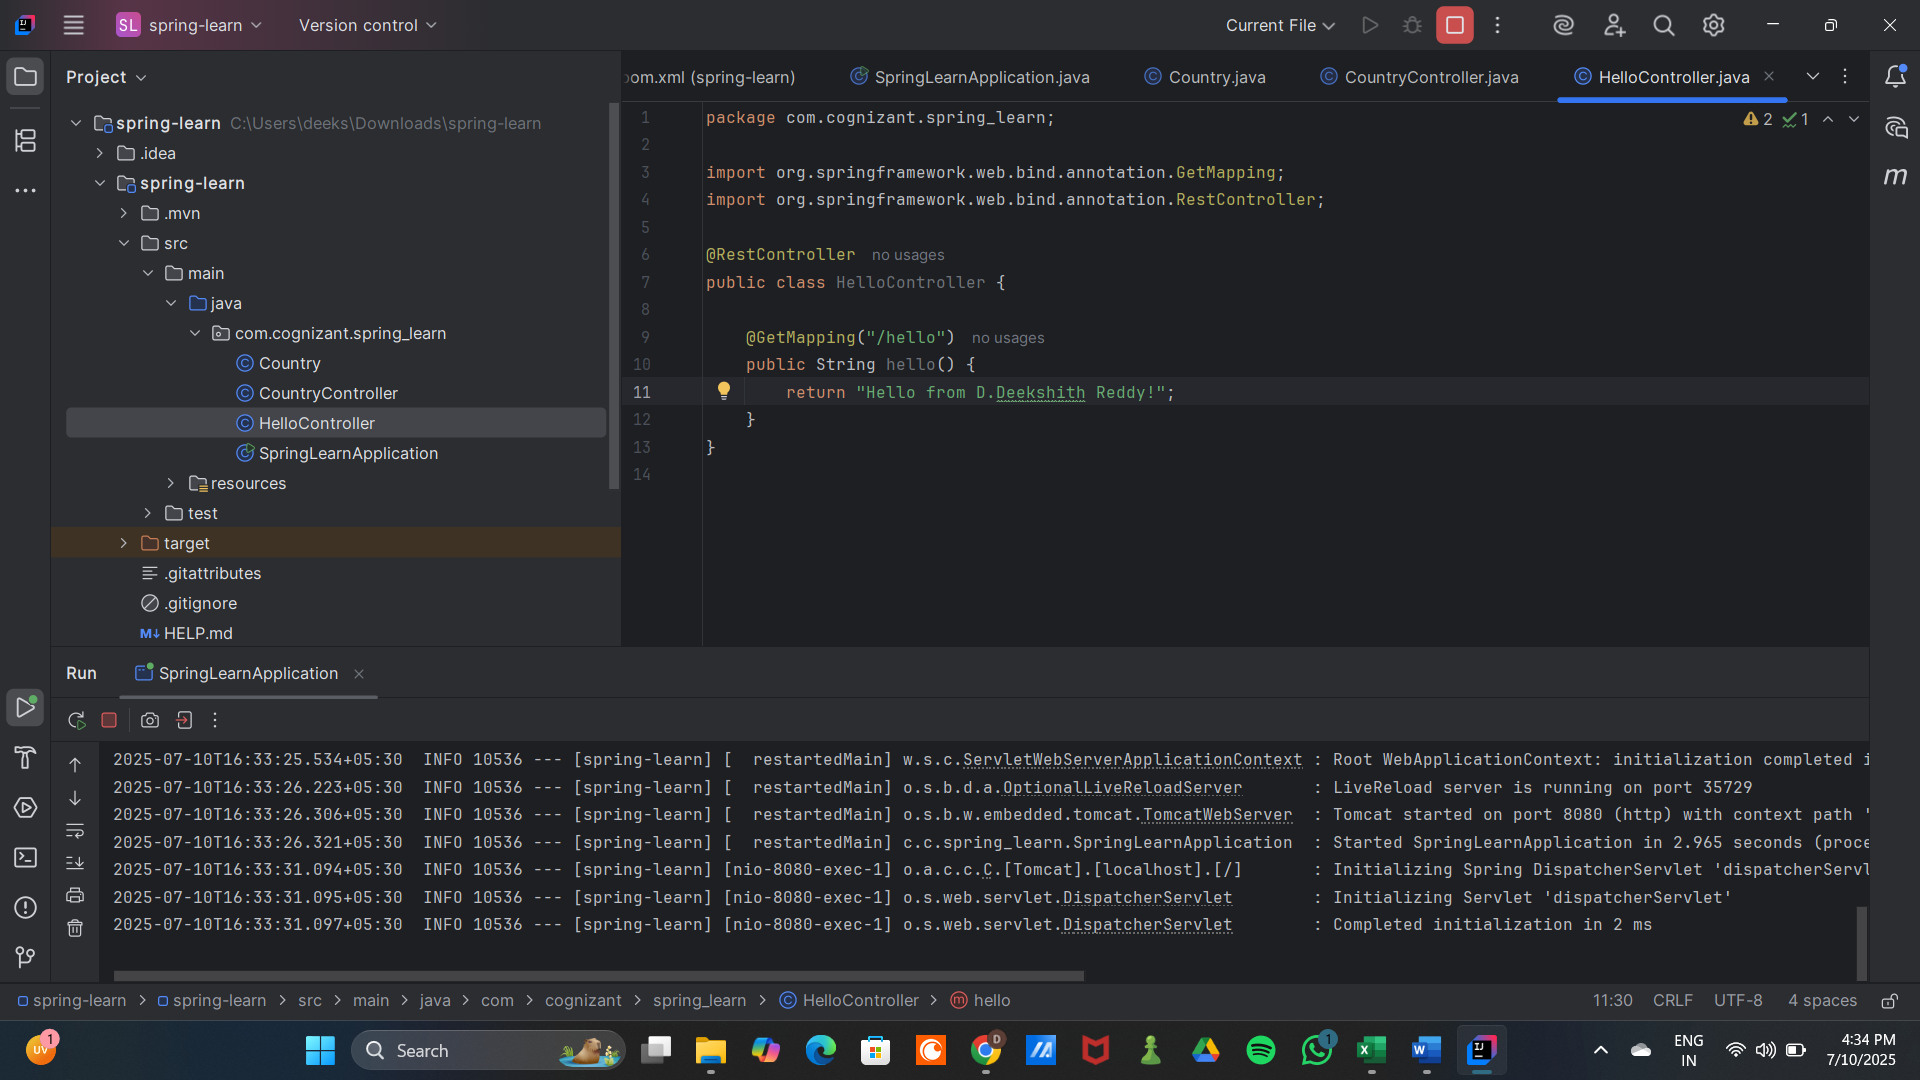 SL spring-learn Version control Current File
Project
spring-learn C:\Users\deeks\Downloads\spring-learn
.idea
spring-learn
.mvn
src
main
java
com.cognizant.spring_learn
Country
CountryController
HelloController
SpringLearnApplication
resources
test
target
.gitattributes
.gitignore
M↓ HELP.md
om.xml (spring-learn) SpringLearnApplication.java Country.java CountryController.java HelloController.java
2 1
1 package com.cognizant.spring_learn;
2
3 import org.springframework.web.bind.annotation.GetMapping;
4 import org.springframework.web.bind.annotation.RestController;
5
6 @RestController no usages
7 public class HelloController {
8
9 @GetMapping("/hello") no usages
10 public String hello() {
11 return "Hello from D.Deekshith Reddy!";
12 }
13 }
14
m
Run SpringLearnApplication
2025-07-10T16:33:25.534+05:30 INFO 10536 --- [spring-learn] [ restartedMain] w.s.c.ServletWebServerApplicationContext : Root WebApplicationContext: initialization completed i
2025-07-10T16:33:26.223+05:30 INFO 10536 --- [spring-learn] [ restartedMain] o.s.b.d.a.OptionalLiveReloadServer : LiveReload server is running on port 35729
2025-07-10T16:33:26.306+05:30 INFO 10536 --- [spring-learn] [ restartedMain] o.s.b.w.embedded.tomcat.TomcatWebServer : Tomcat started on port 8080 (http) with context path '
2025-07-10T16:33:26.321+05:30 INFO 10536 --- [spring-learn] [ restartedMain] c.c.spring_learn.SpringLearnApplication : Started SpringLearnApplication in 2.965 seconds (proce
2025-07-10T16:33:31.094+05:30 INFO 10536 --- [spring-learn] [nio-8080-exec-1] o.a.c.c.C.[Tomcat].[localhost].[/] : Initializing Spring DispatcherServlet 'dispatcherServl
2025-07-10T16:33:31.095+05:30 INFO 10536 --- [spring-learn] [nio-8080-exec-1] o.s.web.servlet.DispatcherServlet : Initializing Servlet 'dispatcherServlet'
2025-07-10T16:33:31.097+05:30 INFO 10536 --- [spring-learn] [nio-8080-exec-1] o.s.web.servlet.DispatcherServlet : Completed initialization in 2 ms
spring-learn > spring-learn > src > main > java > com > cognizant > spring_learn > HelloController > hello 11:30 CRLF UTF-8 4 spaces
UV 1 Search D 1 ENG 4:34 PM
IN 7/10/2025